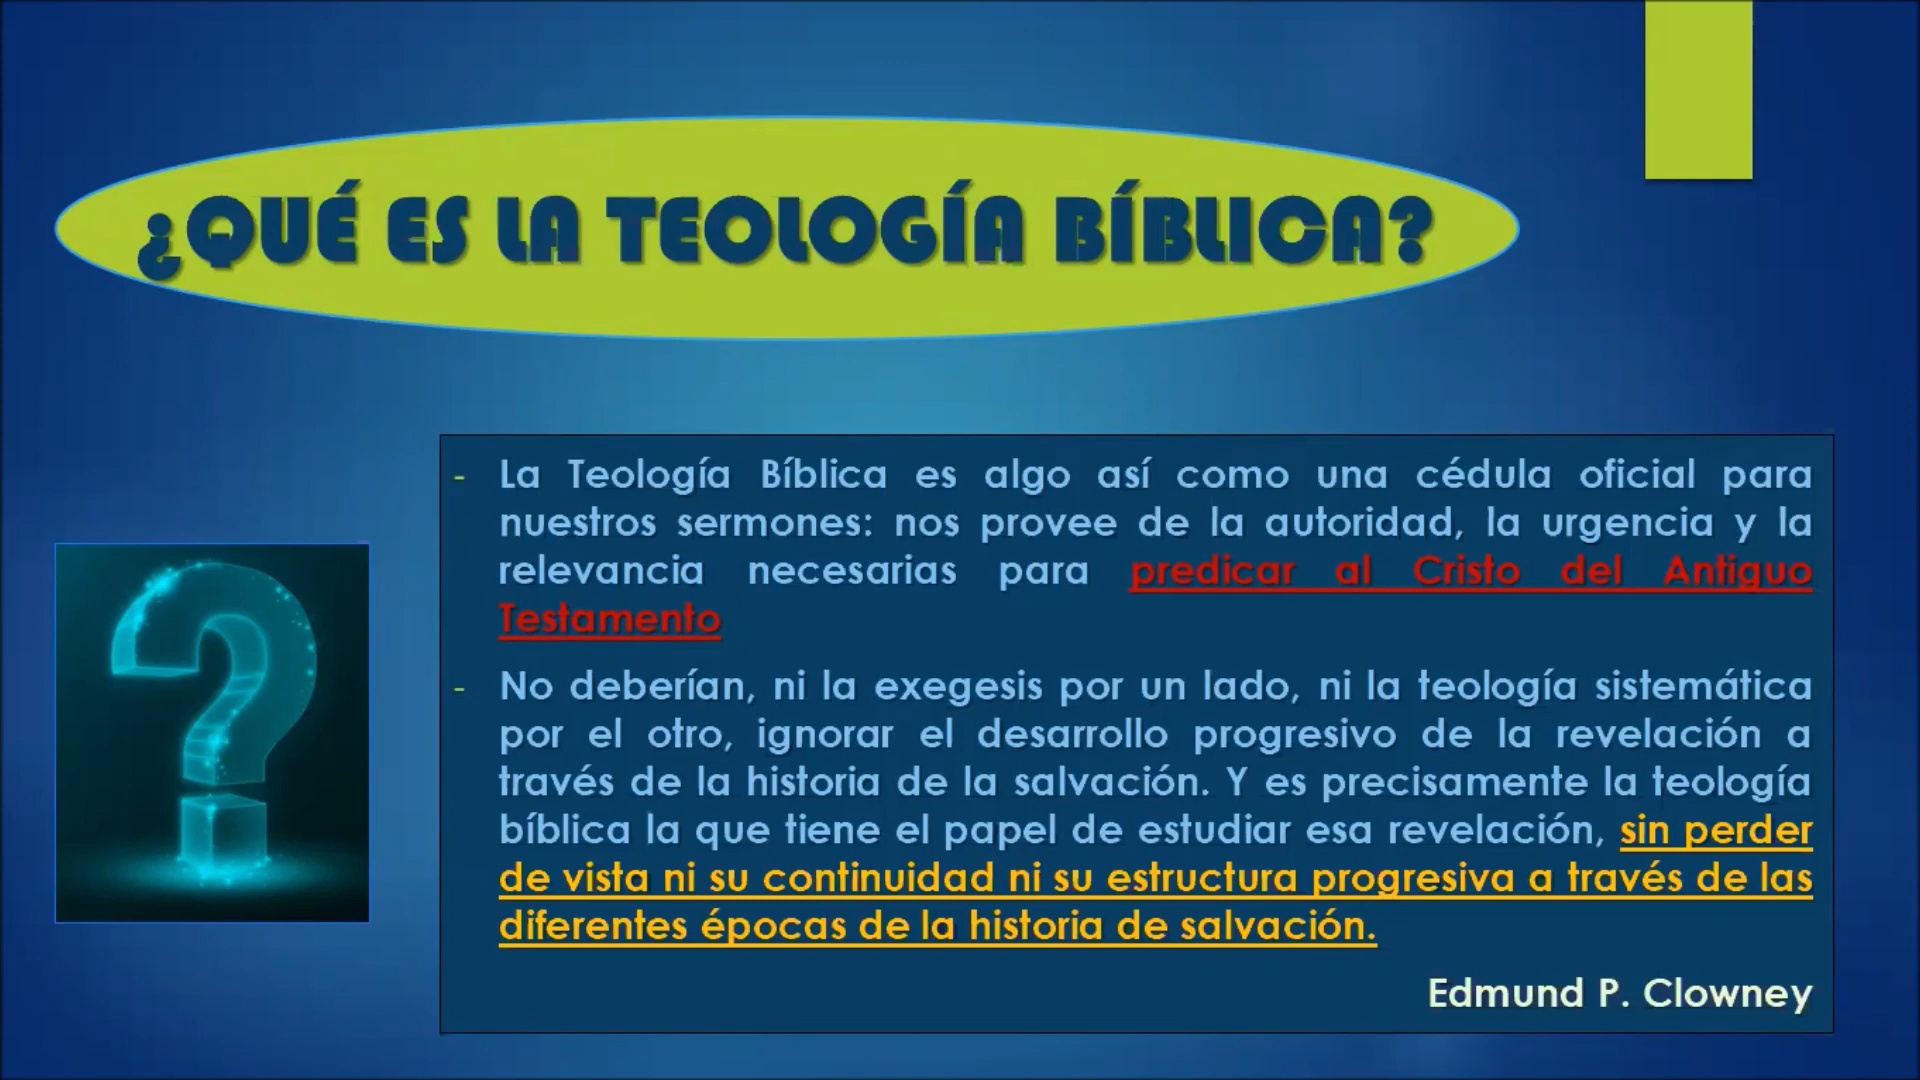 ¿QUÉ ES LA TEOLOGÍA BÍBLICA?
- La Teología Bíblica es algo así como una cédula oficial para
nuestros sermones: nos provee de la autoridad, la urgencia y la
relevancia necesarias para predicar al Cristo del Antiguo
Testamento
- No deberían, ni la exegesis por un lado, ni la teología sistemática
por el otro, ignorar el desarrollo progresivo de la revelación a
través de la historia de la salvación. Y es precisamente la teología
bíblica la que tiene el papel de estudiar esa revelación, sin perder
de vista ni su continuidad ni su estructura progresiva a través de las
diferentes épocas de la historia de salvación.
Edmund P. Clowney